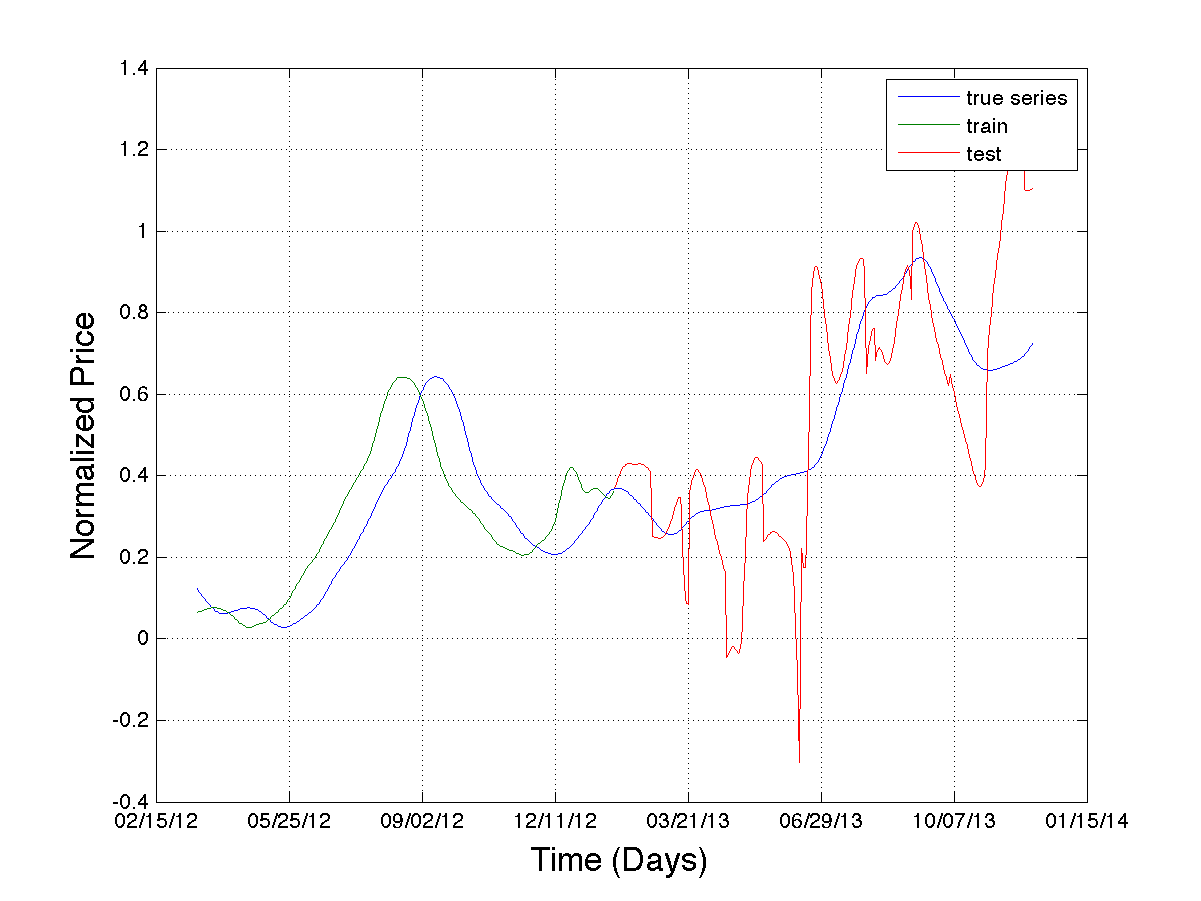 1.4
1.2
1
0.8
0.6
0.4
0.2
0
-0.2
-0.4
Normalized Price
true series
train
test
02/15/12 05/25/12 09/02/12 12/11/12 03/21/13 06/29/13 10/07/13 01/15/14
Time (Days)